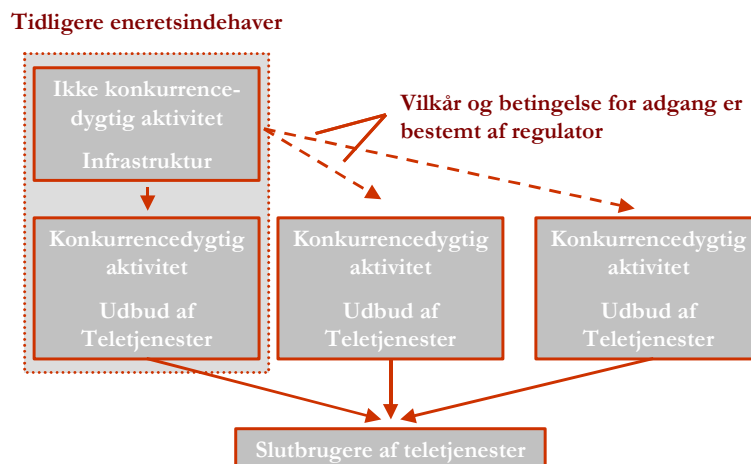 Tidligere eneretsindehaver
Ikke konkurrence-
dygtig aktivitet
Infrastruktur
Vilkår og betingelse for adgang er
bestemt af regulator
Konkurrencedygtig
aktivitet
Udbud af
Teletjenester
Konkurrencedygtig
aktivitet
Udbud af
Teletjenester
Konkurrencedygtig
aktivitet
Udbud af
Teletjenester
Slutbrugere af teletjenester